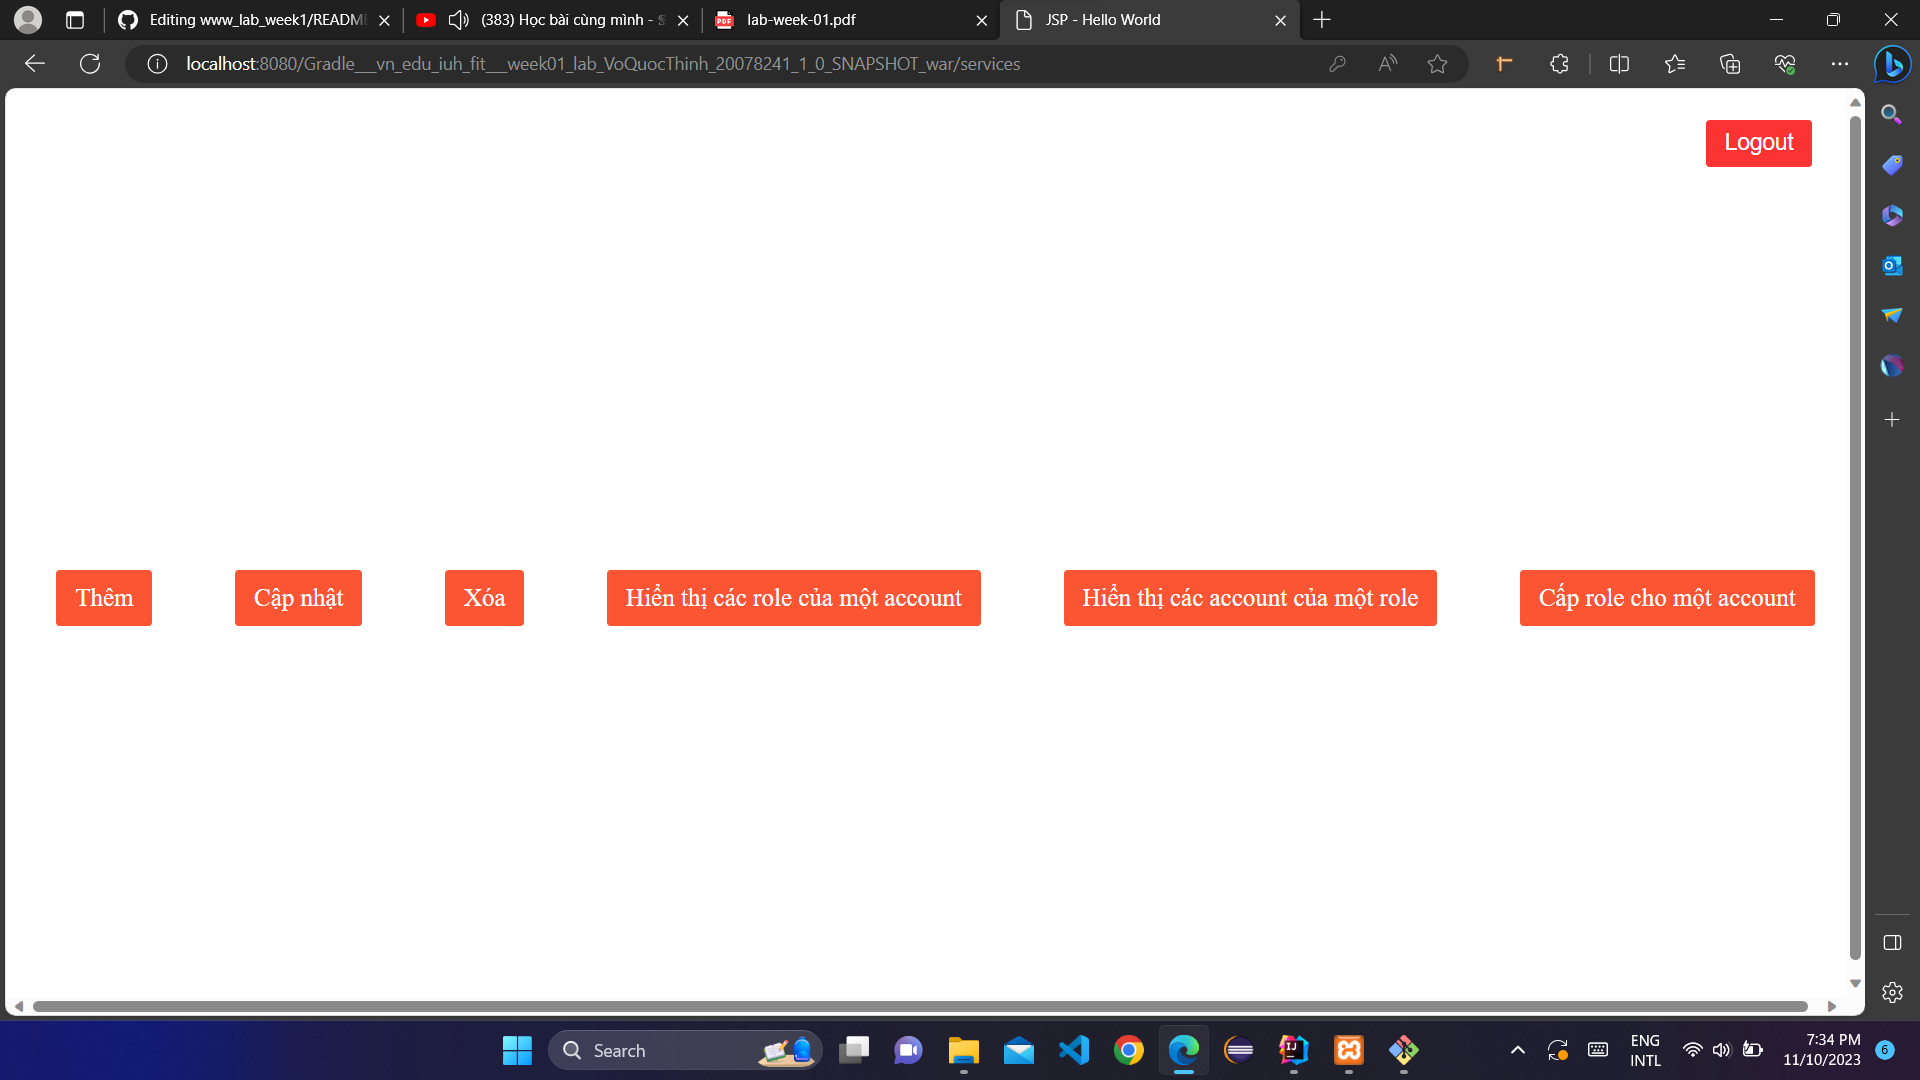 Editing www_lab_week1/README
(383) Học bài cùng mình - S
lab-week-01.pdf
JSP - Hello World
localhost:8080/Gradle___vn_edu_iuh_fit___week01_lab_VoQuocThinh_20078241_1_0_SNAPSHOT_war/services
Logout
Thêm
Cập nhật
Xóa
Hiển thị các role của một account
Hiển thị các account của một role
Cấp role cho một account
Search
ENG
INTL
7:34 PM
11/10/2023
6